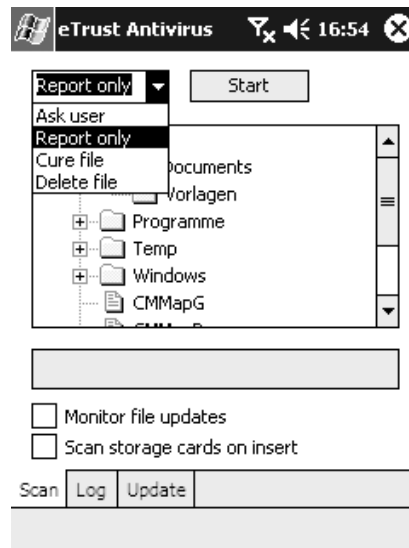 eTrust Antivirus 16:54
Report only Start
Ask user
Report only
Cure file
Delete file
Vorlagen
Programme
Temp
Windows
CMMapG
Monitor file updates
Scan storage cards on insert
Scan Log Update